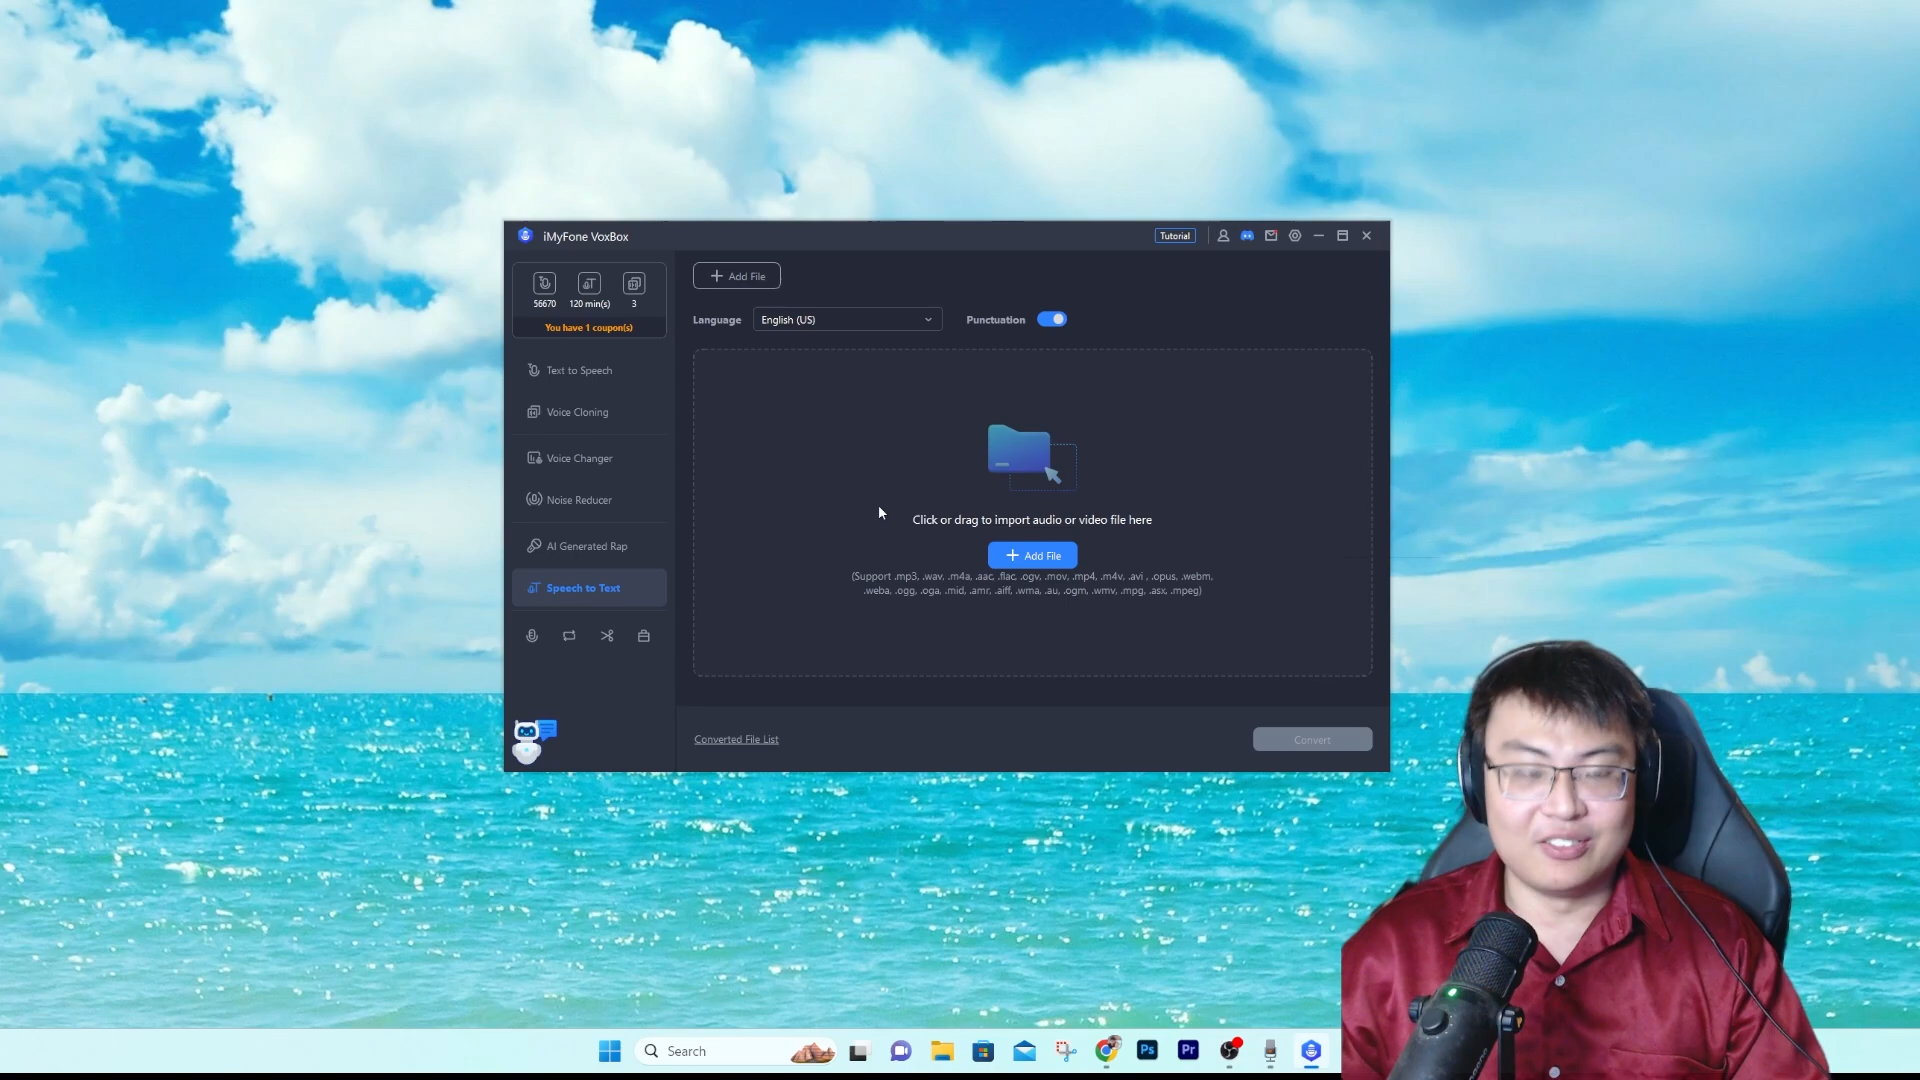 iMyFone VoxBox
Tutorial
56670
120 min(s)
3
You have 1 coupon(s)
Add File
Language
English (US)
Punctuation
Text to Speech
Voice Cloning
Voice Changer
Noise Reducer
AI Generated Rap
Speech to Text
Click or drag to import audio or video file here
Add File
(Support .mp3, .wav, .m4a, .aac, .flac, .ogv, .mov, .mp4, .m4v, .avi , .opus, .webm,
.weba, .ogg, .oga, .mid, .amr, .aiff, .wma, .au, .ogm, .wmv, .mpg, .asx, .mpeg)
Converted File List
Convert
Search
Ps
Pr